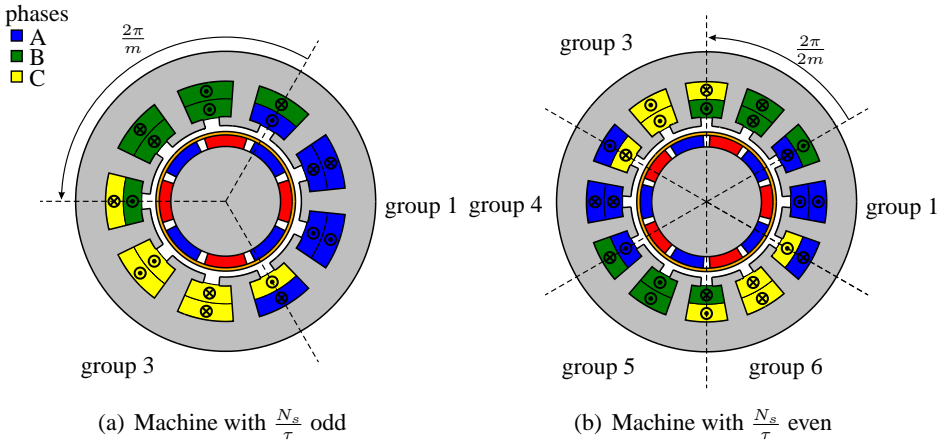 phases
A
B
C
2π/m
group 1
group 3
(a) Machine with N_s/τ odd
group 3
2π/2m
group 4
group 1
group 5
group 6
(b) Machine with N_s/τ even